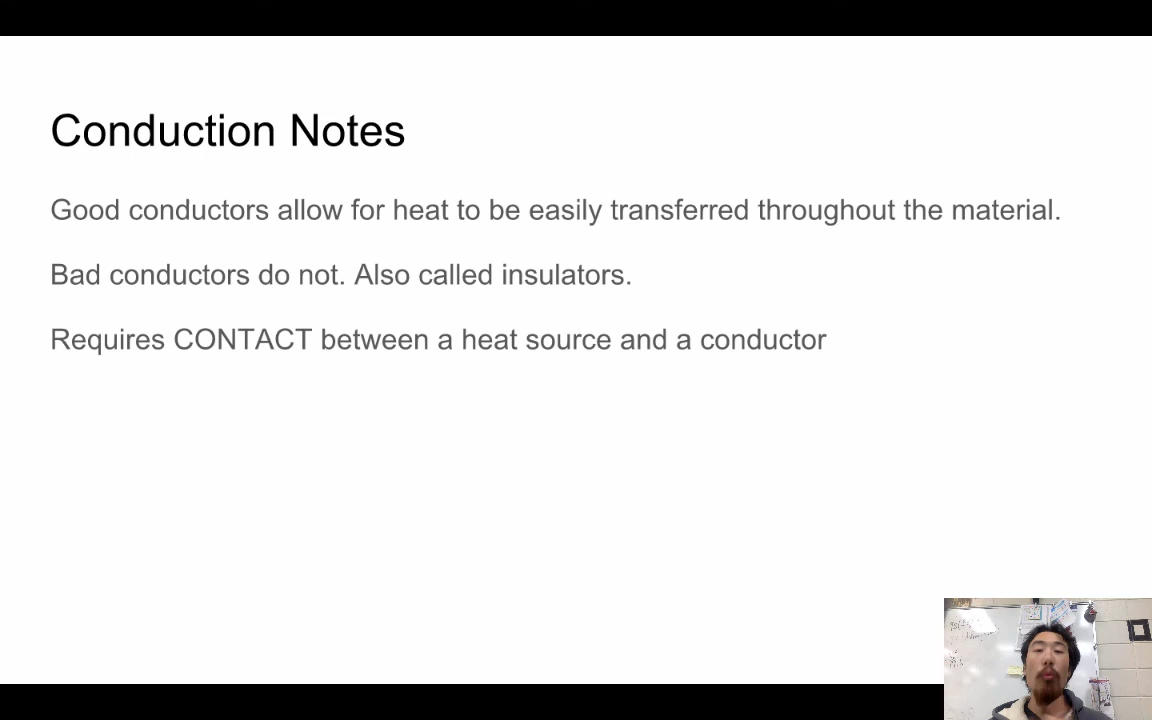 Conduction Notes
Good conductors allow for heat to be easily transferred throughout the material.
Bad conductors do not. Also called insulators.
Requires CONTACT between a heat source and a conductor